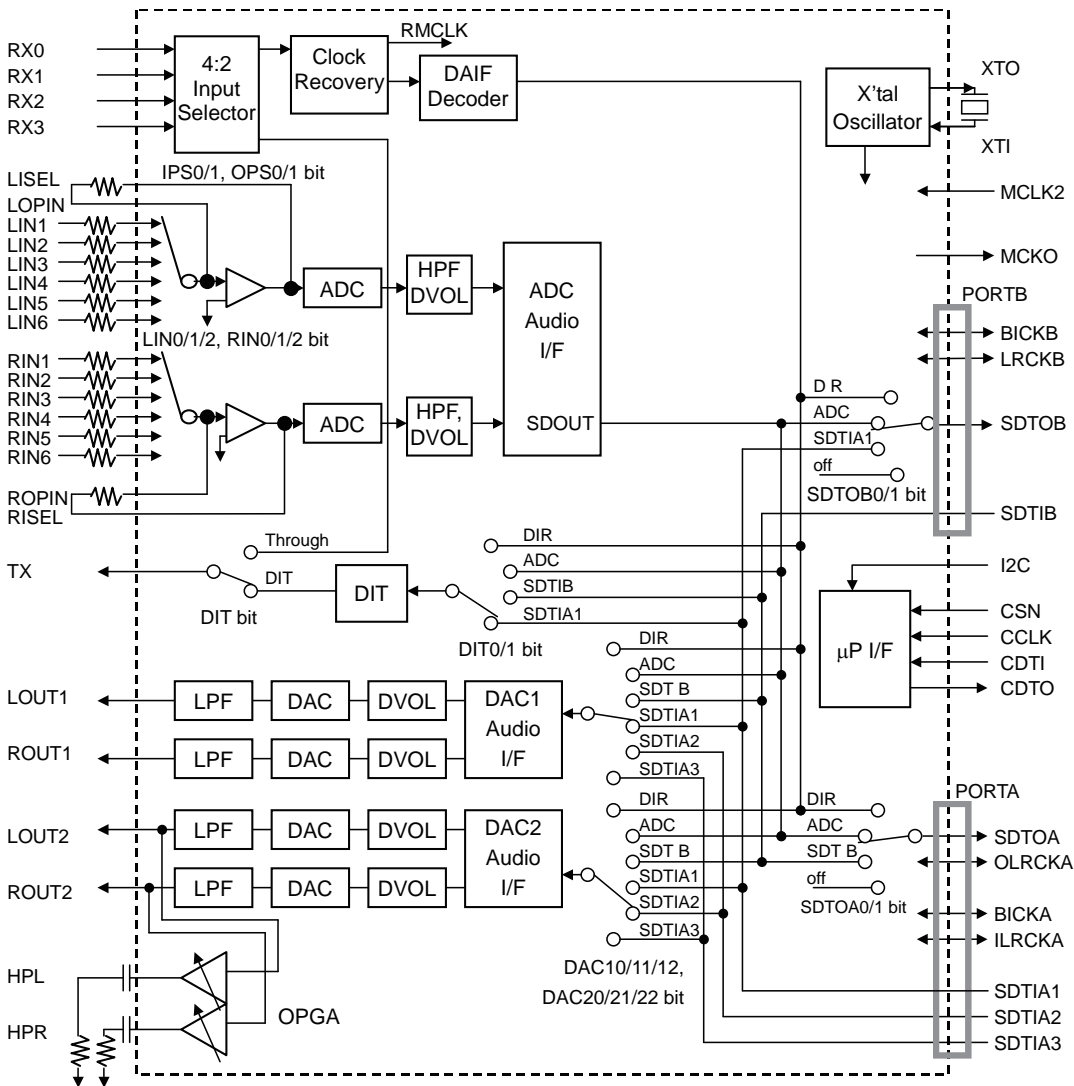 RX0
RX1
RX2
RX3
4:2
Input
Selector
Clock
Recovery
RMCLK
DAIF
Decoder
X'tal
Oscillator
XTO
XTI
IPS0/1, OPS0/1 bit
MCLK2
MCKO
LISEL
LOPIN
LIN1
LIN2
LIN3
LIN4
LIN5
LIN6
ADC
HPF
DVOL
ADC
Audio
I/F
SDOUT
LIN0/1/2, RIN0/1/2 bit
RIN1
RIN2
RIN3
RIN4
RIN5
RIN6
ADC
HPF,
DVOL
ROPIN
RISEL
PORTB
BICKB
LRCKB
D R
ADC
SDTIA1
off
SDTOB0/1 bit
SDTOB
SDTIB
TX
Through
DIT
DIT bit
DIT
DIR
ADC
SDTIB
SDTIA1
DIT0/1 bit
I2C
CSN
CCLK
CDTI
CDTO
μP I/F
LOUT1
ROUT1
LPF
DAC
DVOL
LPF
DAC
DVOL
DAC1
Audio
I/F
DIR
ADC
SDT B
SDTIA1
SDTIA2
SDTIA3
LOUT2
ROUT2
LPF
DAC
DVOL
LPF
DAC
DVOL
DAC2
Audio
I/F
DIR
ADC
SDT B
SDTIA1
SDTIA2
SDTIA3
DIR
ADC
SDT B
off
SDTOA0/1 bit
PORTA
SDTOA
OLRCKA
BICKA
ILRCKA
SDTIA1
SDTIA2
SDTIA3
DAC10/11/12,
DAC20/21/22 bit
HPL
HPR
OPGA